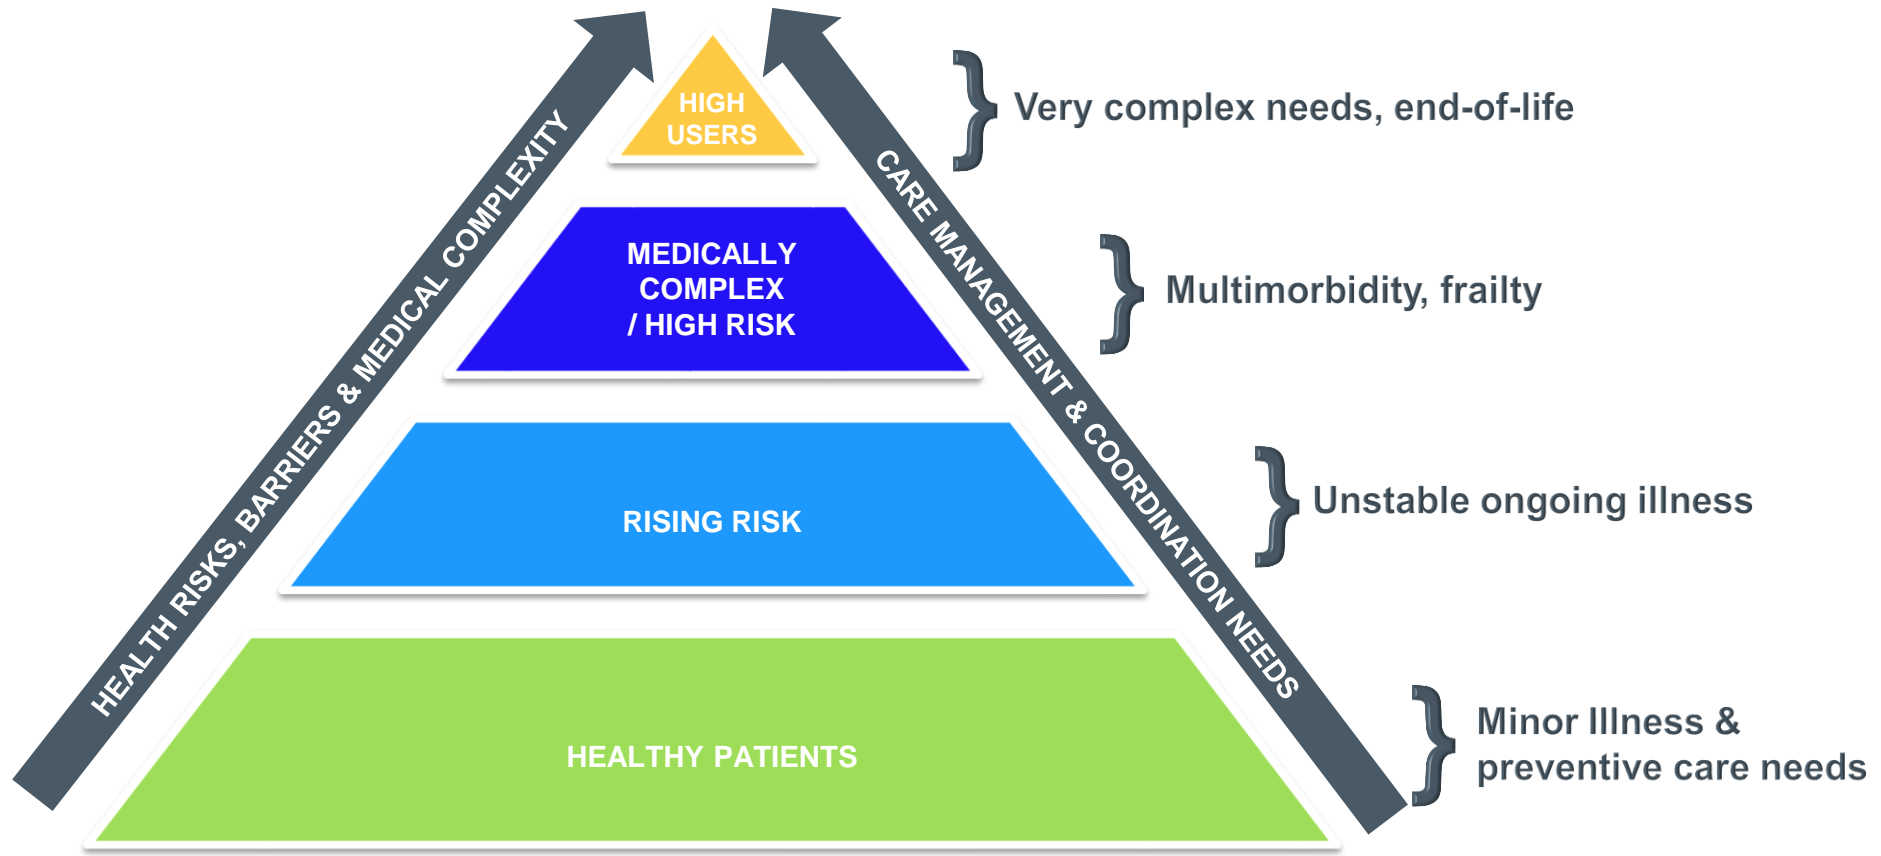 HIGH
USERS
Very complex needs, end-of-life
HEALTH RISKS, BARRIERS & MEDICAL COMPLEXITY
CARE MANAGEMENT & COORDINATION NEEDS
MEDICALLY
COMPLEX
/ HIGH RISK
Multimorbidity, frailty
RISING RISK
Unstable ongoing illness
HEALTHY PATIENTS
Minor Illness &
preventive care needs